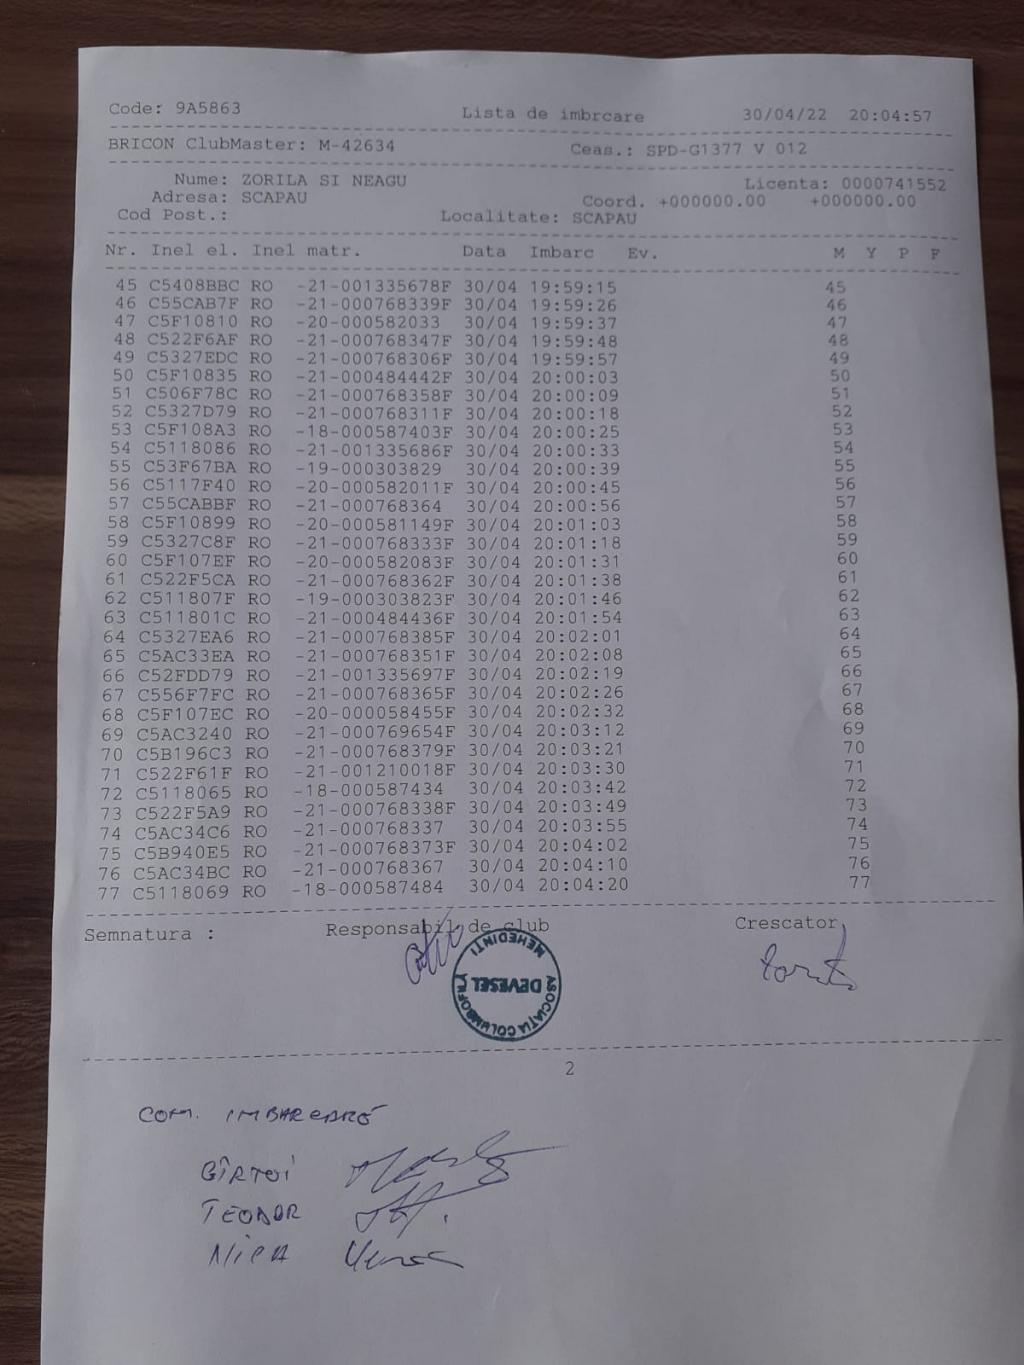 Code: 9A5863 Lista de imbrcare 30/04/22 20:04:57
BRICON ClubMaster: M-42634 Ceas.: SPD-G1377 V 012
Nume: ZORILA SI NEAGU Licenta: 0000741552
Adresa: SCAPAU Coord. +000000.00 +000000.00
Cod Post.: Localitate: SCAPAU
Nr. Inel el. Inel matr. Data Imbarc Ev. M Y P F
45 C5408BBC RO -21-001335678F 30/04 19:59:15 45
46 C55CAB7F RO -21-000768339F 30/04 19:59:26 46
47 C5F10810 RO -20-000582033 30/04 19:59:37 47
48 C522F6AF RO -21-000768347F 30/04 19:59:48 48
49 C5327EDC RO -21-000768306F 30/04 19:59:57 49
50 C5F10835 RO -21-000484442F 30/04 20:00:03 50
51 C506F78C RO -21-000768358F 30/04 20:00:09 51
52 C5327D79 RO -21-000768311F 30/04 20:00:18 52
53 C5F108A3 RO -18-000587403F 30/04 20:00:25 53
54 C5118086 RO -21-001335686F 30/04 20:00:33 54
55 C53F67BA RO -19-000303829 30/04 20:00:39 55
56 C5117F40 RO -20-000582011F 30/04 20:00:45 56
57 C55CABBF RO -21-000768364 30/04 20:00:56 57
58 C5F10899 RO -20-000581149F 30/04 20:01:03 58
59 C5327C8F RO -21-000768333F 30/04 20:01:18 59
60 C5F107EF RO -20-000582083F 30/04 20:01:31 60
61 C522F5CA RO -21-000768362F 30/04 20:01:38 61
62 C511807F RO -19-000303823F 30/04 20:01:46 62
63 C511801C RO -21-000484436F 30/04 20:01:54 63
64 C5327EA6 RO -21-000768385F 30/04 20:02:01 64
65 C5AC33EA RO -21-000768351F 30/04 20:02:08 65
66 C52FDD79 RO -21-001335697F 30/04 20:02:19 66
67 C556F7FC RO -21-000768365F 30/04 20:02:26 67
68 C5F107EC RO -20-000058455F 30/04 20:02:32 68
69 C5AC3240 RO -21-000769654F 30/04 20:03:12 69
70 C5B196C3 RO -21-000768379F 30/04 20:03:21 70
71 C522F61F RO -21-001210018F 30/04 20:03:30 71
72 C5118065 RO -18-000587434 30/04 20:03:42 72
73 C522F5A9 RO -21-000768338F 30/04 20:03:49 73
74 C5AC34C6 RO -21-000768337 30/04 20:03:55 74
75 C5B940E5 RO -21-000768373F 30/04 20:04:02 75
76 C5AC34BC RO -21-000768367 30/04 20:04:10 76
77 C5118069 RO -18-000587484 30/04 20:04:20 77
Semnatura : Responsabil de club Crescator
ASOCIAȚIA COLUMBOFILĂ
DEVESEL
MEHEDINȚI
2
COM. IMBARCARE
BÎRTOI
TEODOR